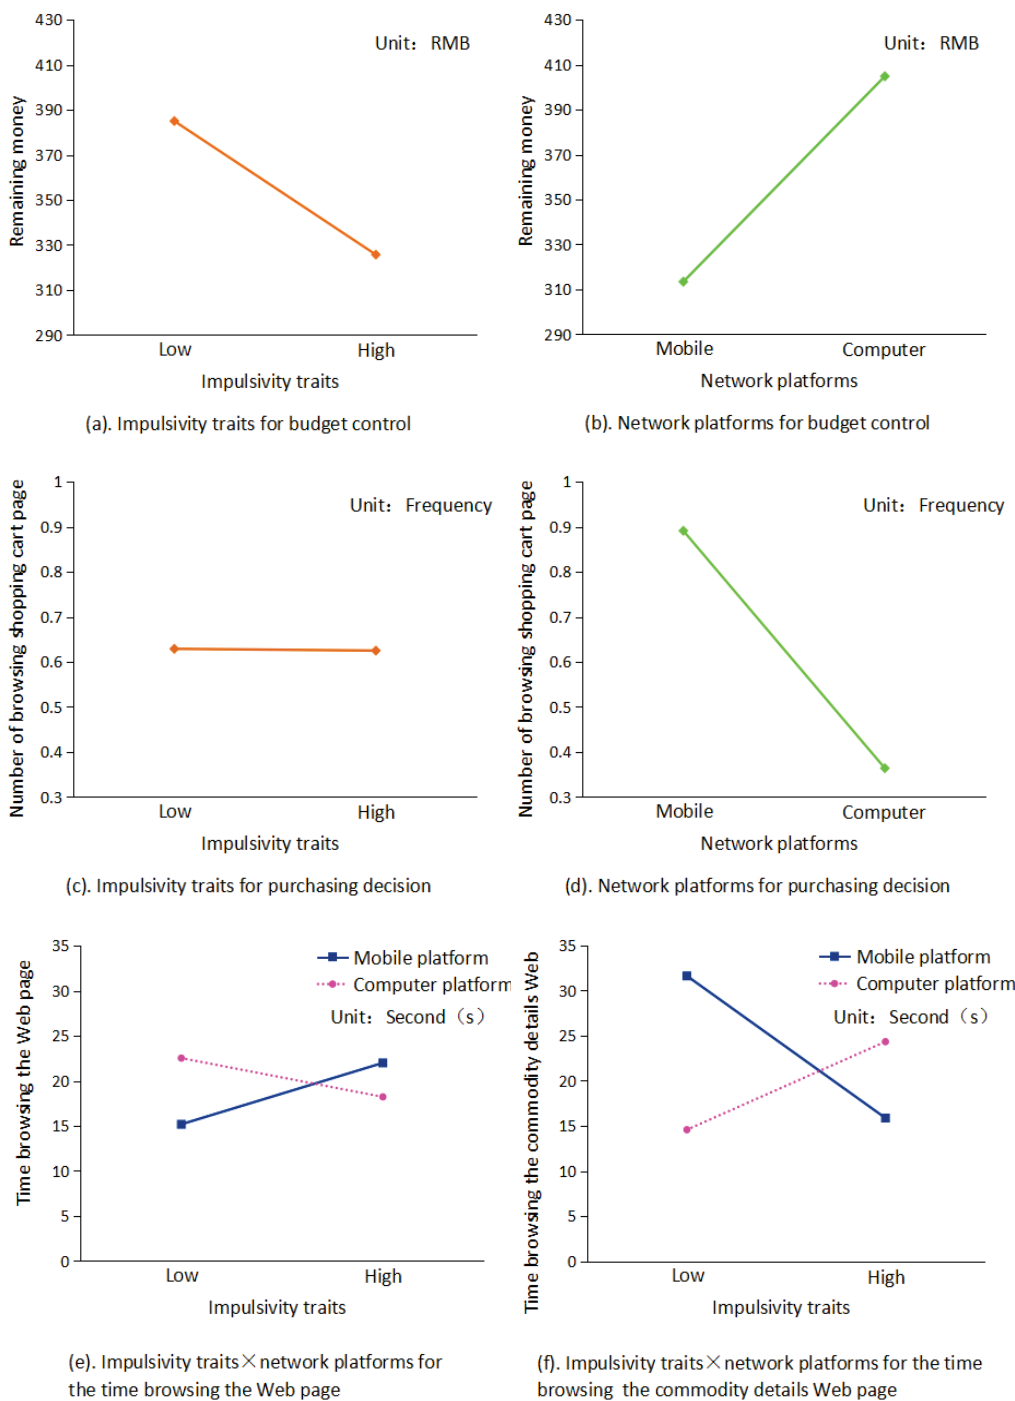 430
410
390
370
350
330
310
290
Remaining money
Unit：RMB
Low
High
Impulsivity traits
(a). Impulsivity traits for budget control
430
410
390
370
350
330
310
290
Remaining money
Unit：RMB
Mobile
Computer
Network platforms
(b). Network platforms for budget control
1
0.9
0.8
0.7
0.6
0.5
0.4
0.3
Number of browsing shopping cart page
Unit：Frequency
Low
High
Impulsivity traits
(c). Impulsivity traits for purchasing decision
1
0.9
0.8
0.7
0.6
0.5
0.4
0.3
Number of browsing shopping cart page
Unit：Frequency
Mobile
Computer
Network platforms
(d). Network platforms for purchasing decision
35
30
25
20
15
10
5
0
Time browsing the Web page
Mobile platform
Computer platform
Unit：Second（s）
Low
High
Impulsivity traits
(e). Impulsivity traits×network platforms for
the time browsing the Web page
35
30
25
20
15
10
5
0
Time browsing the commodity details Web
Mobile platform
Computer platform
Unit：Second（s）
Low
High
Impulsivity traits
(f). Impulsivity traits×network platforms for the time
browsing the commodity details Web page